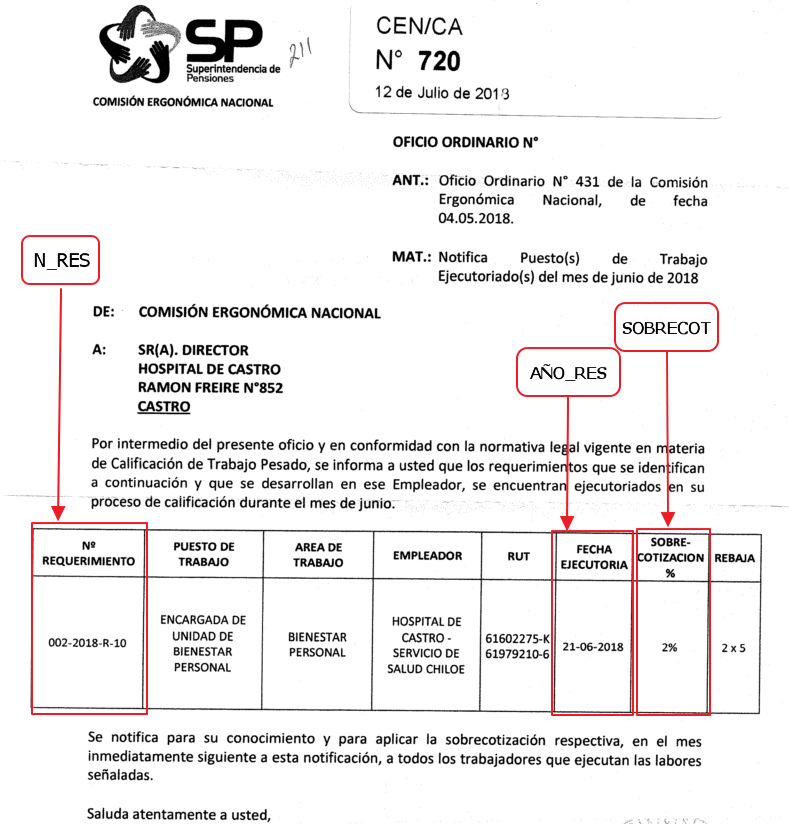 SP
Superintendencia de
Pensiones
COMISIÓN ERGONÓMICA NACIONAL
211
CEN/CA
N° 720
12 de Julio de 2018
OFICIO ORDINARIO N°
ANT.: Oficio Ordinario N° 431 de la Comisión
Ergonómica Nacional, de fecha
04.05.2018.
MAT.: Notifica Puesto(s) de Trabajo
Ejecutoriado(s) del mes de junio de 2018
N_RES
DE: COMISIÓN ERGONÓMICA NACIONAL
SOBRECOT
A: SR(A). DIRECTOR
HOSPITAL DE CASTRO
RAMON FREIRE N°852
CASTRO
AÑO_RES
Por intermedio del presente oficio y en conformidad con la normativa legal vigente en materia
de Calificación de Trabajo Pesado, se informa a usted que los requerimientos que se identifican
a continuación y que se desarrollan en ese Empleador, se encuentran ejecutoriados en su
proceso de calificación durante el mes de junio.
Nº
REQUERIMIENTO
PUESTO DE
TRABAJO
AREA DE
TRABAJO
EMPLEADOR
RUT
FECHA
EJECUTORIA
SOBRE-
COTIZACION
%
REBAJA
002-2018-R-10
ENCARGADA DE
UNIDAD DE
BIENESTAR
PERSONAL
BIENESTAR
PERSONAL
HOSPITAL DE
CASTRO -
SERVICIO DE
SALUD CHILOE
61602275-K
61979210-6
21-06-2018
2%
2 x 5
Se notifica para su conocimiento y para aplicar la sobrecotización respectiva, en el mes
inmediatamente siguiente a esta notificación, a todos los trabajadores que ejecutan las labores
señaladas.
Saluda atentamente a usted,